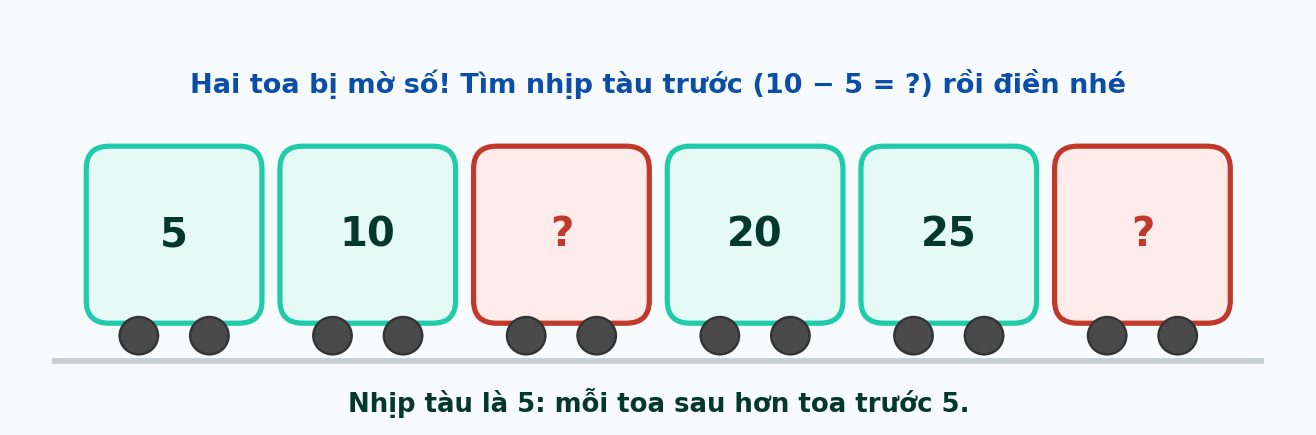 Hai toa bị mờ số! Tìm nhịp tàu trước (10 − 5 = ?) rồi điền nhé
5 10 ? 20 25 ?
Nhịp tàu là 5: mỗi toa sau hơn toa trước 5.